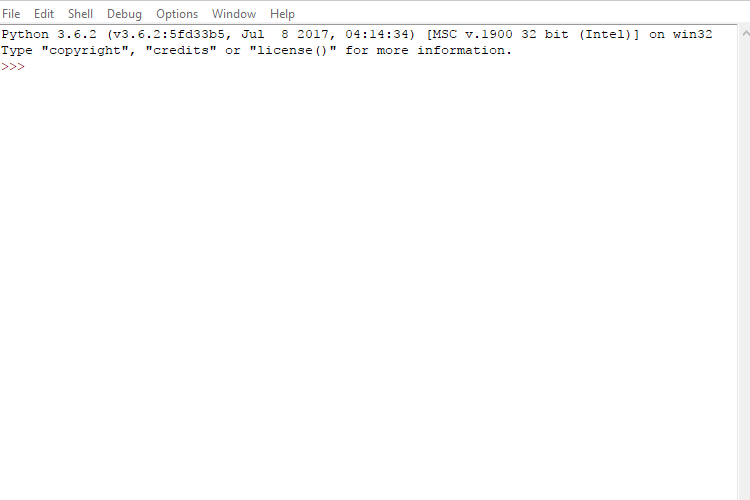 File Edit Shell Debug Options Window Help
Python 3.6.2 (v3.6.2:5fd33b5, Jul  8 2017, 04:14:34) [MSC v.1900 32 bit (Intel)] on win32
Type "copyright", "credits" or "license()" for more information.
>>>